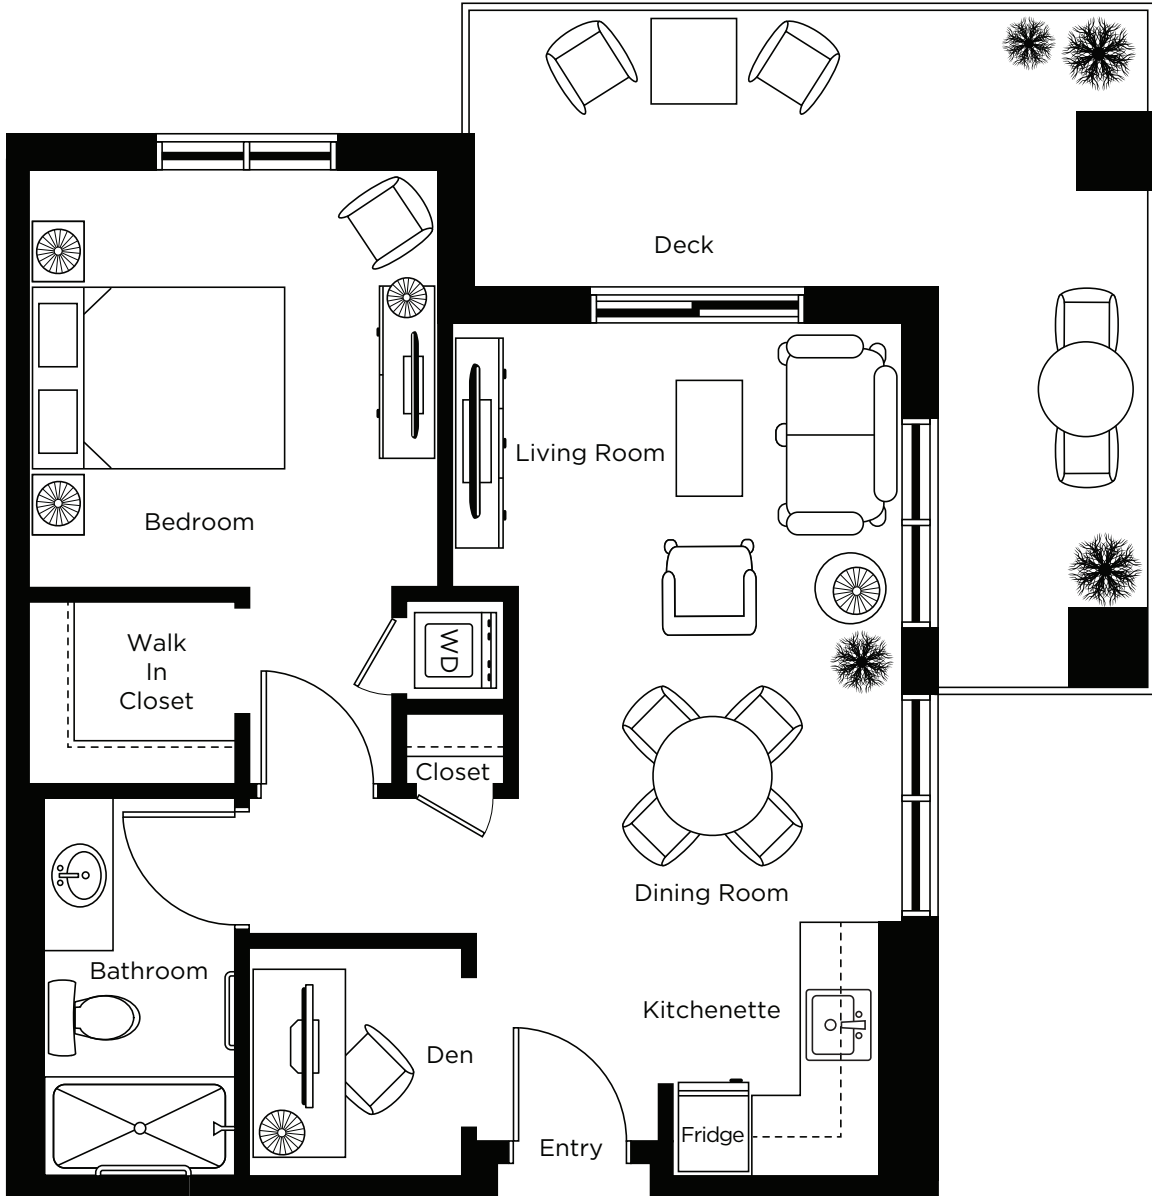 Deck
Living Room
Bedroom
Walk
In
Closet
WD
Closet
Dining Room
Bathroom
Kitchenette
Den
Fridge
Entry